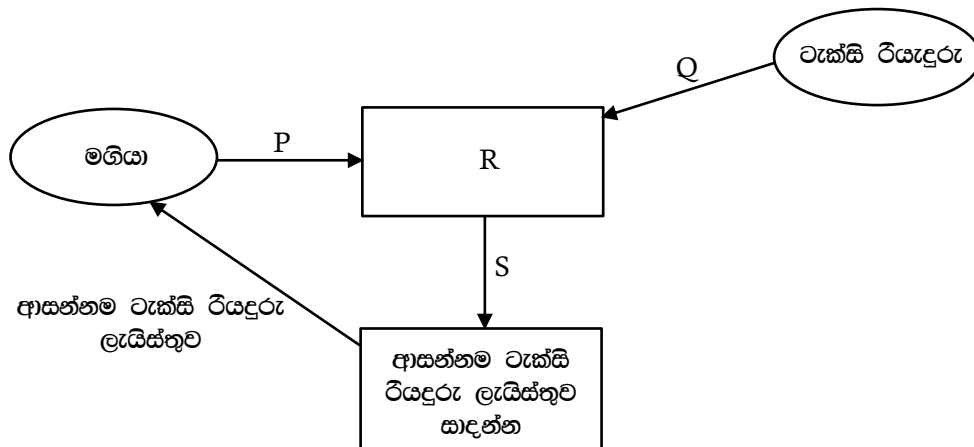 ටැක්සි රියැදුරු
Q
P
මගියා
R
S
ආසන්නම ටැක්සි රියදුරු
ලැයිස්තුව
ආසන්නම ටැක්සි
රියදුරු ලැයිස්තුව
සාදන්න